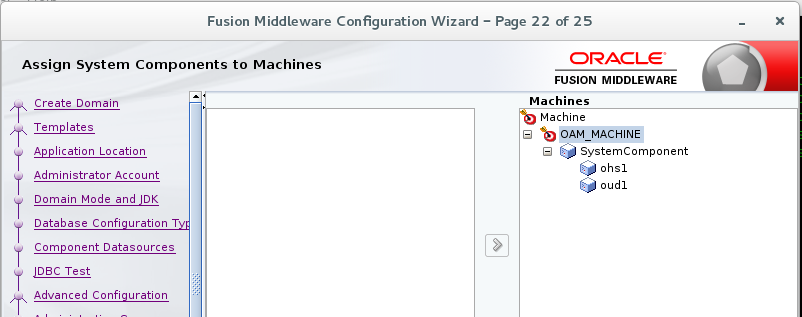 Fusion Middleware Configuration Wizard – Page 22 of 25
Assign System Components to Machines
ORACLE
FUSION MIDDLEWARE
Create Domain
Templates
Application Location
Administrator Account
Domain Mode and JDK
Database Configuration Typ
Component Datasources
JDBC Test
Advanced Configuration
Machines
Machine
OAM_MACHINE
SystemComponent
ohs1
oud1